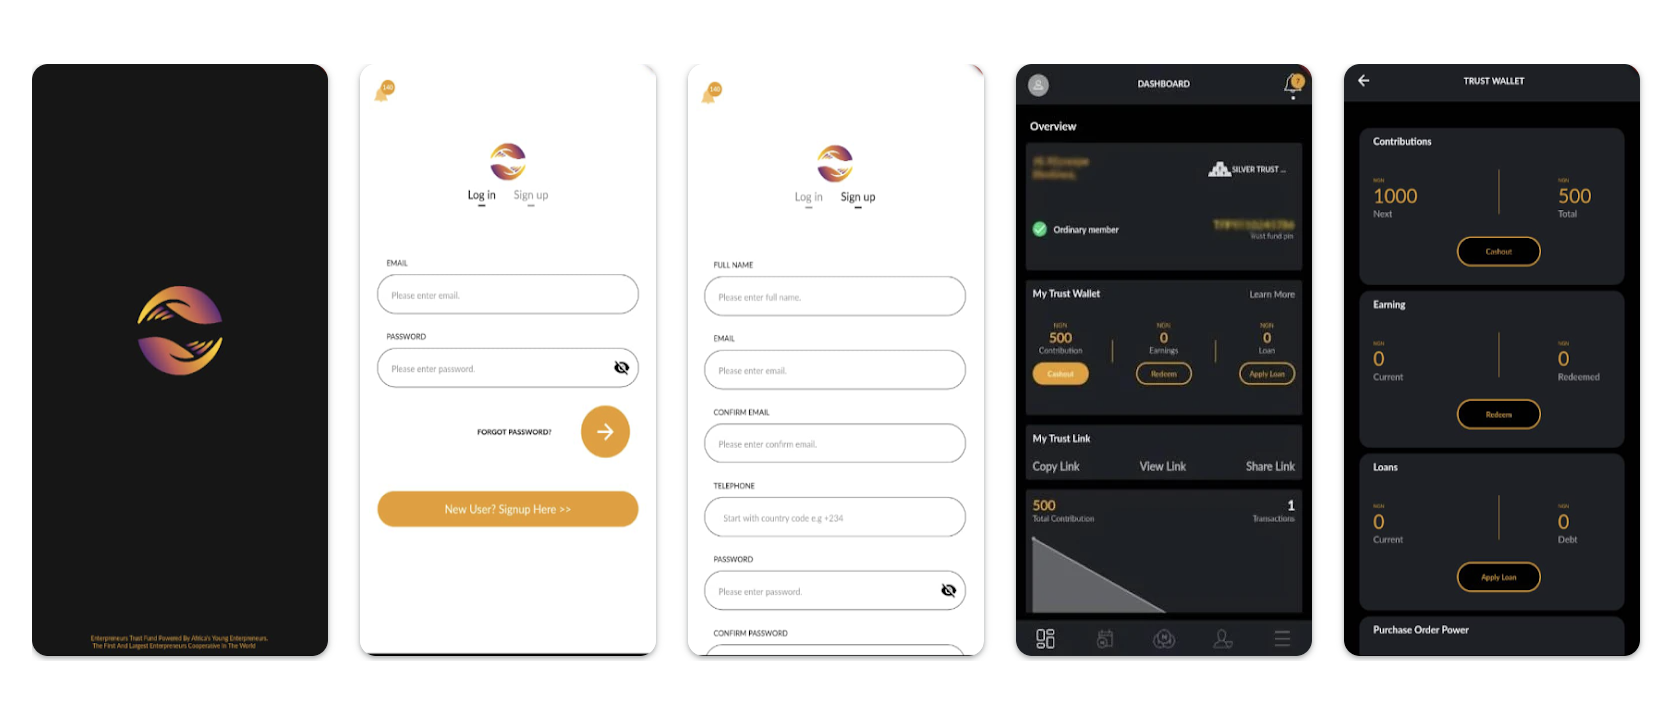 Enterpreneurs Trust Fund Powered By Africa's Young Enterpreneurs,
The First And Largest Enterpreneurs Cooperative In The World
140
Log in Sign up
EMAIL
Please enter email.
PASSWORD
Please enter password.
FORGOT PASSWORD?
New User? Signup Here >>
140
Log in Sign up
FULL NAME
Please enter full name.
EMAIL
Please enter email.
CONFIRM EMAIL
Please enter confirm email.
TELEPHONE
Start with country code e.g +234
PASSWORD
Please enter password.
CONFIRM PASSWORD
DASHBOARD
7
Overview
SILVER TRUST ...
Ordinary member
Trust fund pin
My Trust Wallet Learn More
NGN NGN NGN
500 0 0
Contribution Earnings Loan
Cashout Redeem Apply Loan
My Trust Link
Copy Link View Link Share Link
500 1
Total Contribution Transactions
TRUST WALLET
Contributions
NGN NGN
1000 500
Next Total
Cashout
Earning
NGN NGN
0 0
Current Redeemed
Redeem
Loans
NGN NGN
0 0
Current Debt
Apply Loan
Purchase Order Power